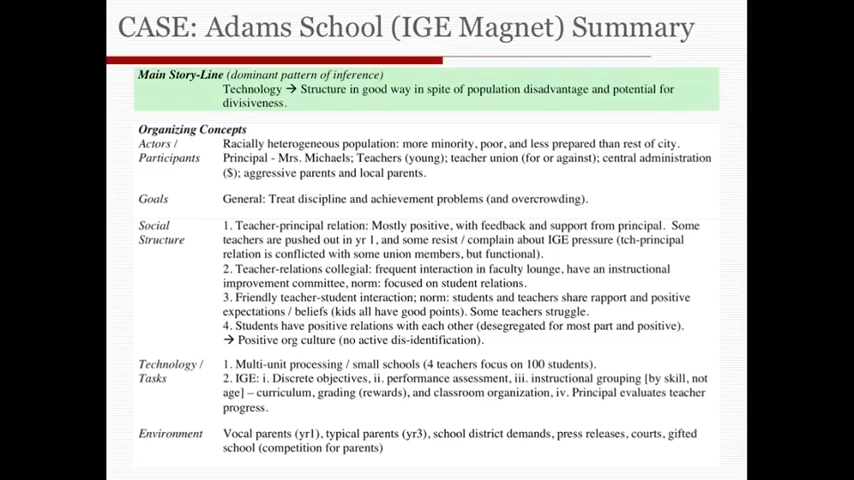 CASE: Adams School (IGE Magnet) Summary
Main Story-Line (dominant pattern of inference)
Technology → Structure in good way in spite of population disadvantage and potential for
divisiveness.
Organizing Concepts
Actors / Participants
Racially heterogeneous population: more minority, poor, and less prepared than rest of city.
Principal - Mrs. Michaels; Teachers (young); teacher union (for or against); central administration
($); aggressive parents and local parents.
Goals
General: Treat discipline and achievement problems (and overcrowding).
Social Structure
1. Teacher-principal relation: Mostly positive, with feedback and support from principal. Some
teachers are pushed out in yr 1, and some resist / complain about IGE pressure (tch-principal
relation is conflicted with some union members, but functional).
2. Teacher-relations collegial: frequent interaction in faculty lounge, have an instructional
improvement committee, norm: focused on student relations.
3. Friendly teacher-student interaction; norm: students and teachers share rapport and positive
expectations / beliefs (kids all have good points). Some teachers struggle.
4. Students have positive relations with each other (desegregated for most part and positive).
→ Positive org culture (no active dis-identification).
Technology / Tasks
1. Multi-unit processing / small schools (4 teachers focus on 100 students).
2. IGE: i. Discrete objectives, ii. performance assessment, iii. instructional grouping [by skill, not
age] – curriculum, grading (rewards), and classroom organization, iv. Principal evaluates teacher
progress.
Environment
Vocal parents (yr1), typical parents (yr3), school district demands, press releases, courts, gifted
school (competition for parents)